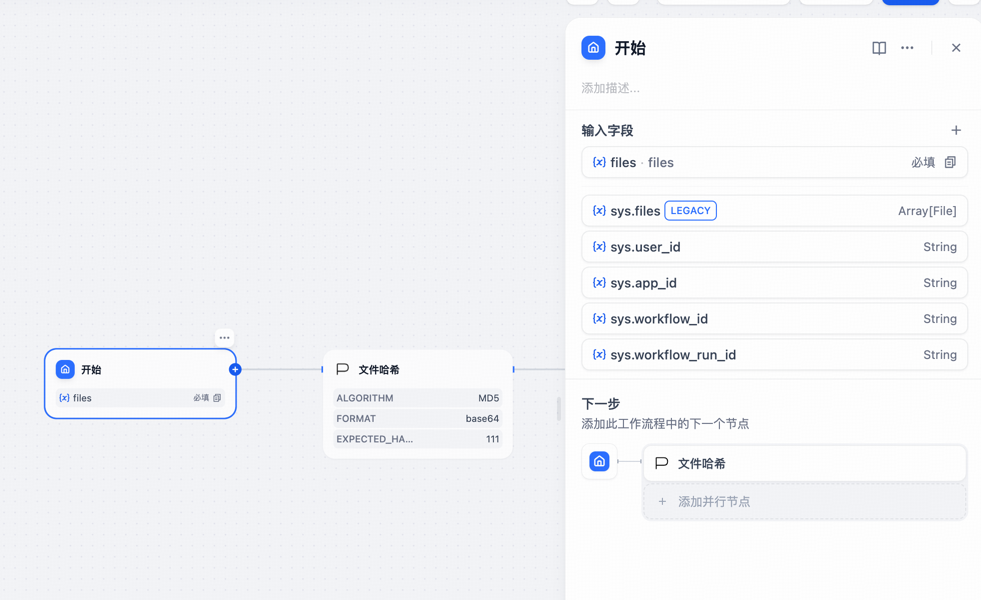 开始
files
必填
文件哈希
ALGORITHM
MD5
FORMAT
base64
EXPECTED_HA...
111
开始
添加描述...
输入字段
files · files
必填
sys.files LEGACY
Array[File]
sys.user_id
String
sys.app_id
String
sys.workflow_id
String
sys.workflow_run_id
String
下一步
添加此工作流程中的下一个节点
文件哈希
添加并行节点